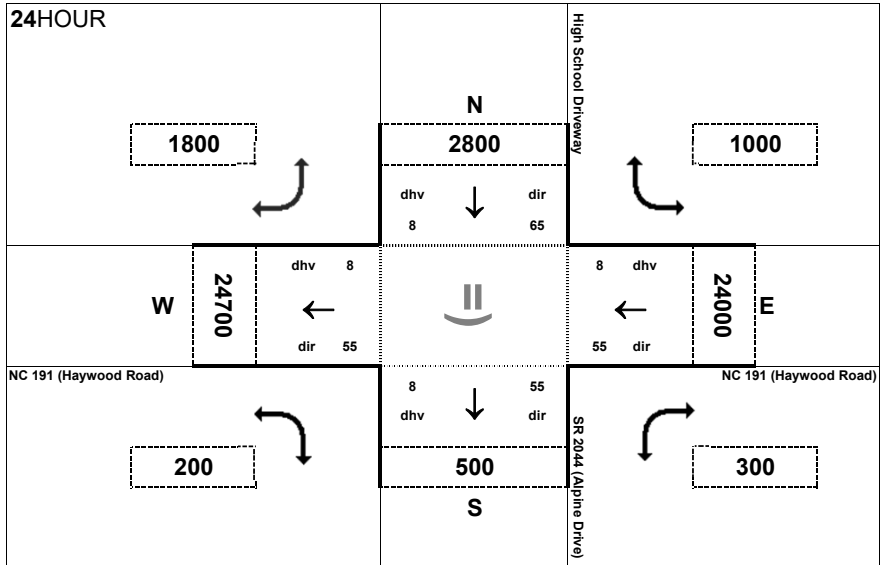 24HOUR
High School Driveway
N
1800
2800
1000
dhv
dir
8
65
dhv 8
8 dhv
W
24700
24000
E
dir 55
55 dir
NC 191 (Haywood Road)
NC 191 (Haywood Road)
8
55
dhv
dir
SR 2044 (Alpine Drive)
200
500
300
S